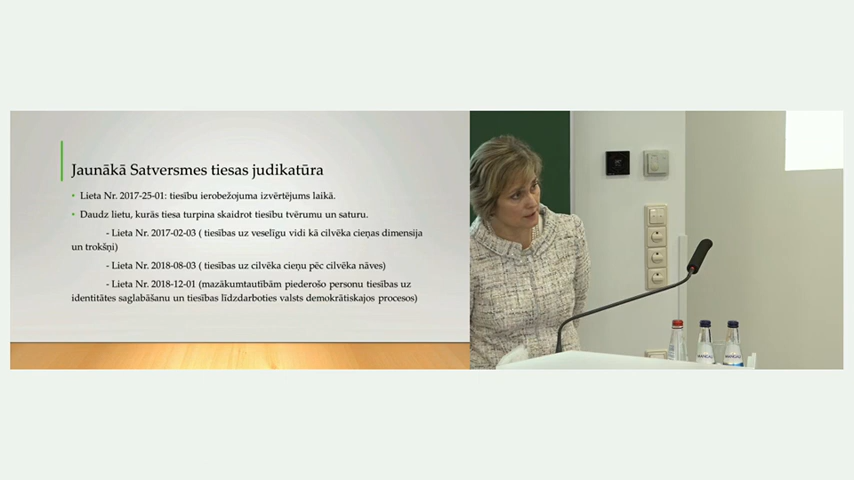 Jaunākā Satversmes tiesas judikatūra
• Lieta Nr. 2017-25-01: tiesību ierobežojuma izvērtējums laikā.
• Daudz lietu, kurās tiesa turpina skaidrot tiesību tvērumu un saturu.
- Lieta Nr. 2017-02-03 ( tiesības uz veselīgu vidi kā cilvēka cieņas dimensija
un trokšņi)
- Lieta Nr. 2018-08-03 ( tiesības uz cilvēka cieņu pēc cilvēka nāves)
- Lieta Nr. 2018-12-01 (mazākumtautībām piederošo personu tiesības uz
identitātes saglabāšanu un tiesības līdzdarboties valsts demokrātiskajos procesos)